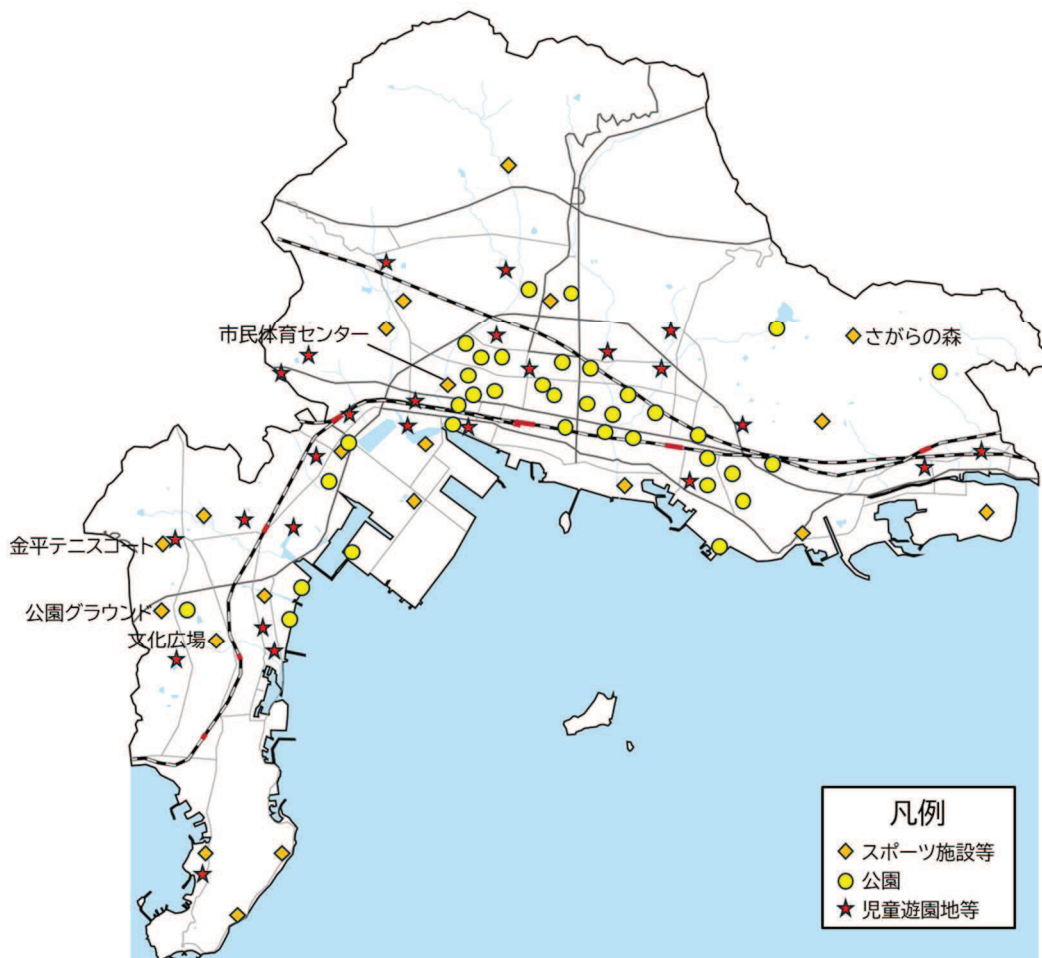 市民体育センター
さがらの森
金平テニスコート
公園グラウンド
文化広場
凡例
スポーツ施設等
公園
児童遊園地等